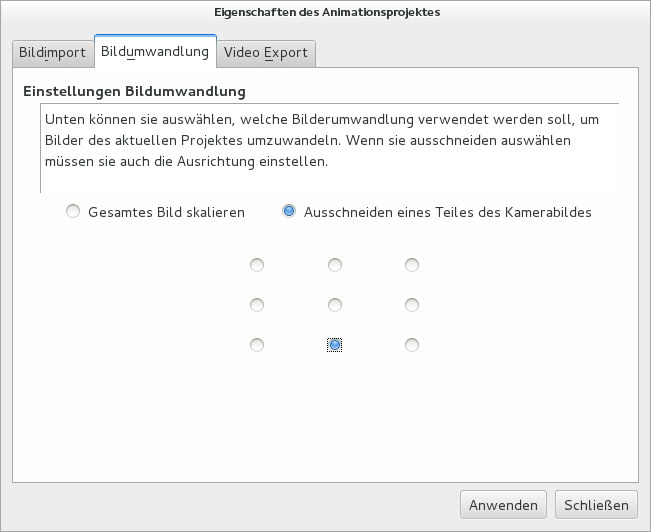 Eigenschaften des Animationsprojektes
Bildimport
Bildumwandlung
Video Export
Einstellungen Bildumwandlung
Unten können sie auswählen, welche Bilderumwandlung verwendet werden soll, um
Bilder des aktuellen Projektes umzuwandeln. Wenn sie ausschneiden auswählen
müssen sie auch die Ausrichtung einstellen.
Gesamtes Bild skalieren
Ausschneiden eines Teiles des Kamerabildes
Anwenden
Schließen